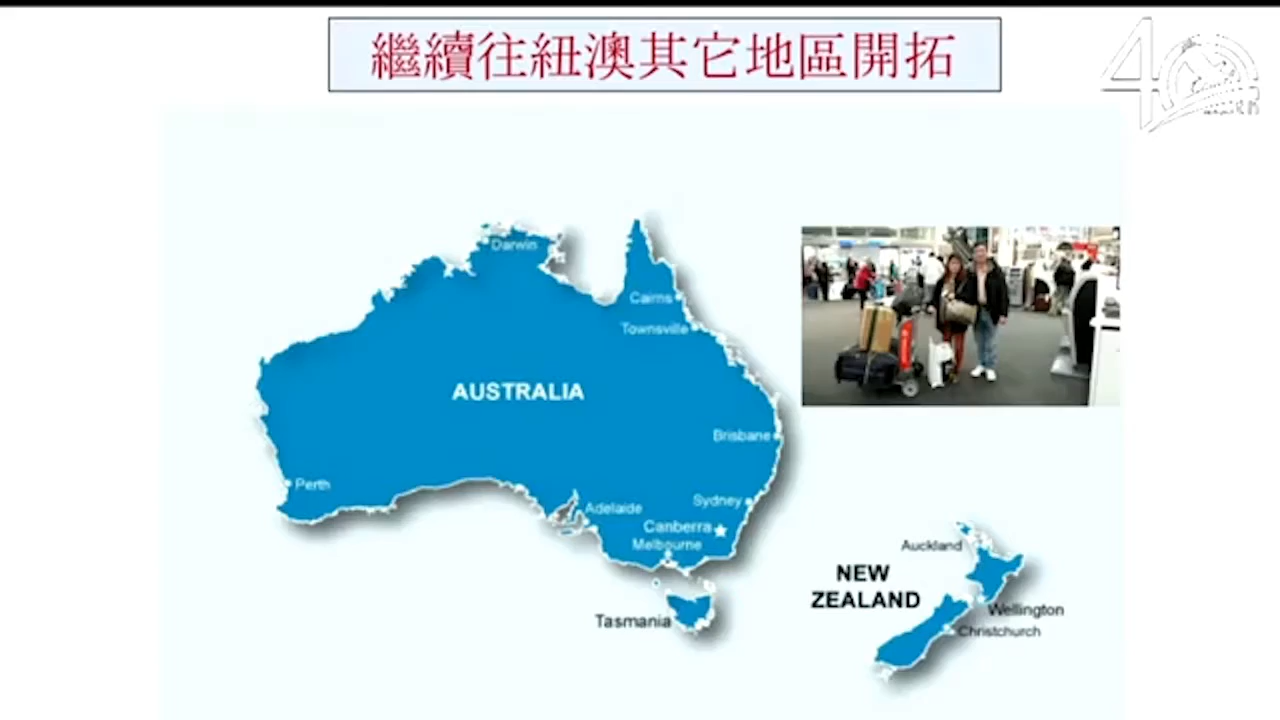 繼續往紐澳其它地區開拓
40
Darwin
Cairns
Townsville
AUSTRALIA
Brisbane
Perth
Sydney
Adelaide
Canberra
Melbourne
Tasmania
Auckland
NEW
ZEALAND
Wellington
Christchurch